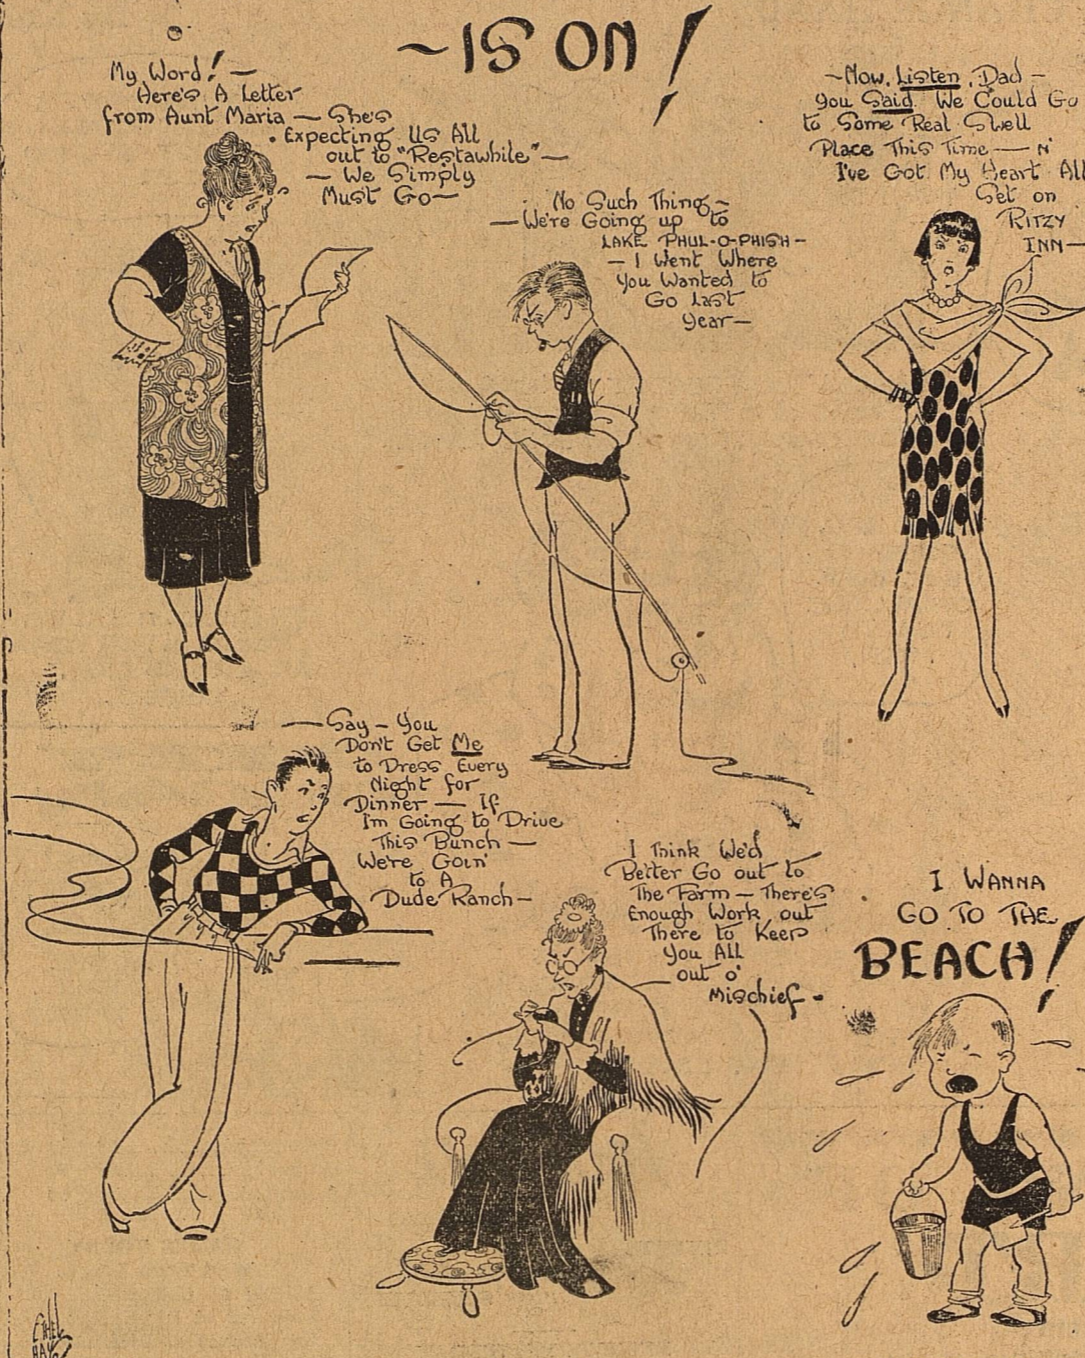 ~IS ON!
My Word! —
Here's A Letter
from Aunt Maria — She's
Expecting Us All
out to "Restawhile" —
— We Simply
Must Go —
No Such Thing —
— We're Going up to
LAKE PHUL-O-PHISH —
— I Went Where
You Wanted to
Go Last
Year —
— Now, Listen, Dad —
you Said We Could Go
to Some Real Swell
Place This Time — N'
I've Got My Heart All
Set on
RITZY
INN —
— Say — You
Don't Get Me
to Dress Every
Night for
Dinner — If
I'm Going to Drive
This Bunch —
We're Goin'
to A
Dude Ranch —
I Think We'd
Better Go out to
The Farm — There's
Enough Work out
There to Keep
You All
out o'
Mischief.
I WANNA
GO TO THE
BEACH!
ETHEL
HAYS